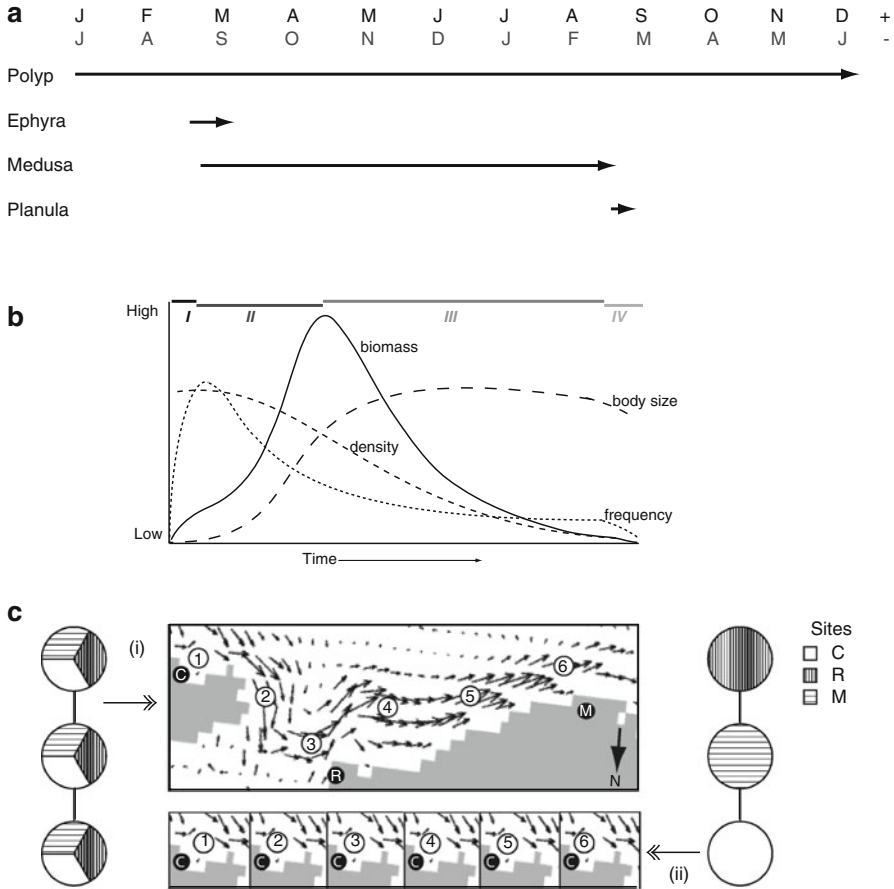 a
J F M A M J J A S O N D +
J A S O N D J F M A M J -
Polyp
Ephyra
Medusa
Planula
b
High
I II III IV
biomass
body size
density
frequency
Low
Time
c
(i)
Sites
C
R
M
1
C
2
3
4
5
6
M
R
N
1 2 3 4 5 6
C C C C C C
(ii)